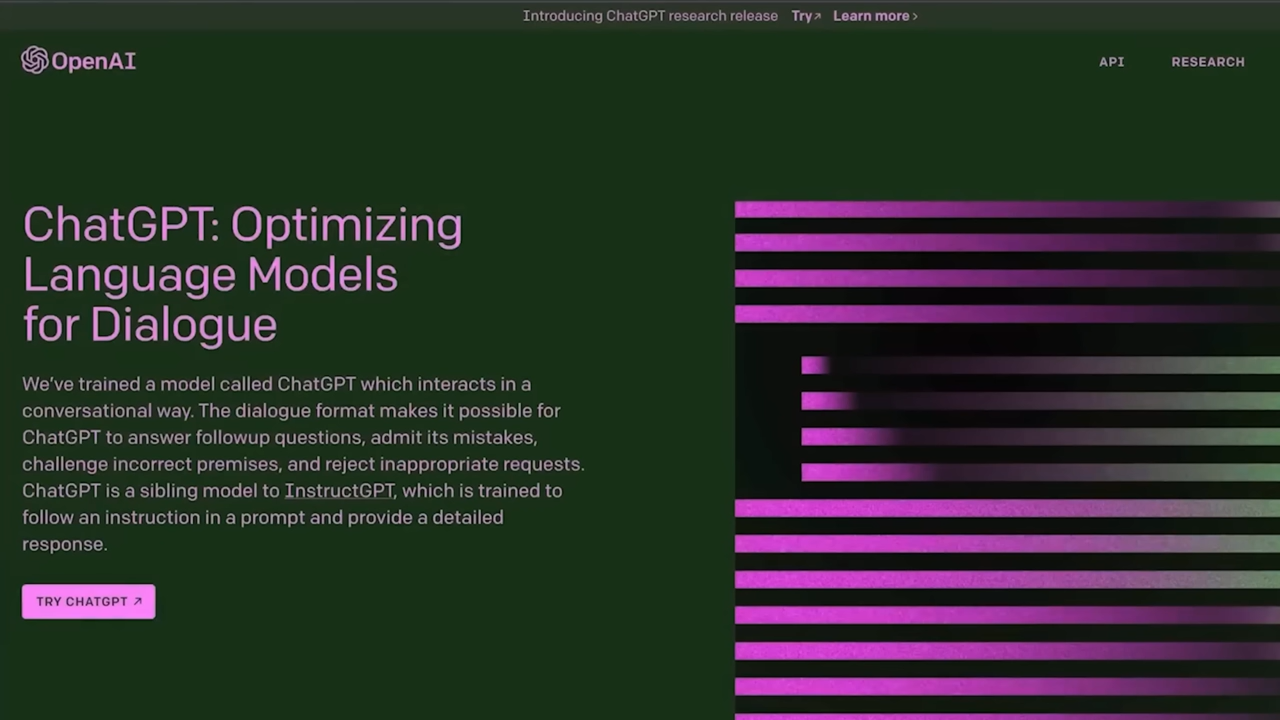 Introducing ChatGPT research release Try↗ Learn more ›
OpenAI
API RESEARCH
ChatGPT: Optimizing
Language Models
for Dialogue
We’ve trained a model called ChatGPT which interacts in a
conversational way. The dialogue format makes it possible for
ChatGPT to answer followup questions, admit its mistakes,
challenge incorrect premises, and reject inappropriate requests.
ChatGPT is a sibling model to InstructGPT, which is trained to
follow an instruction in a prompt and provide a detailed
response.
TRY CHATGPT ↗